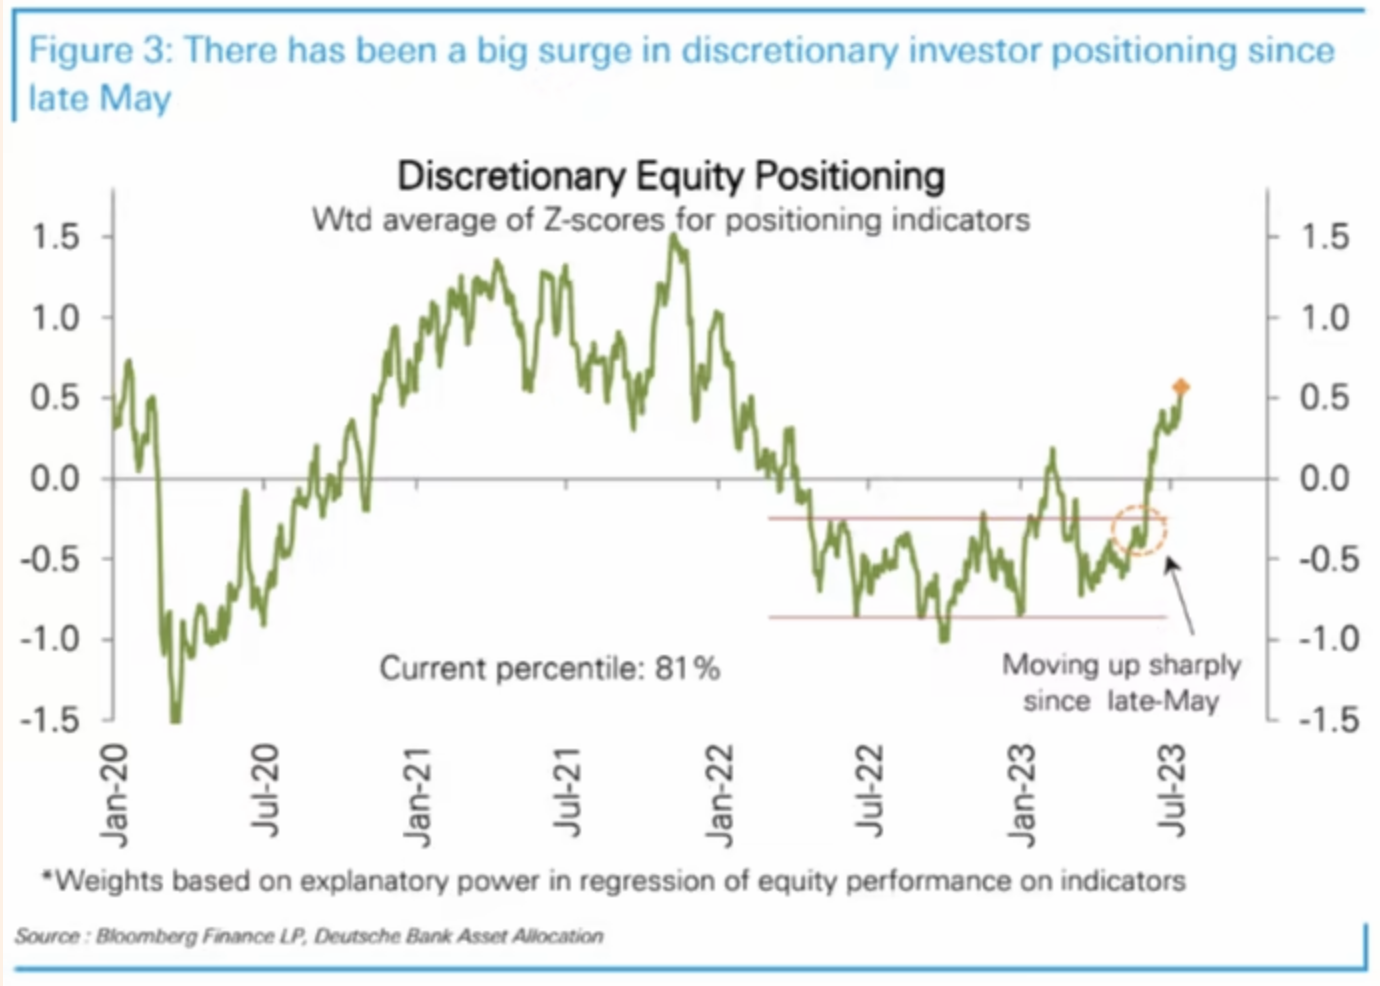 Figure 3: There has been a big surge in discretionary investor positioning since
late May
Discretionary Equity Positioning
Wtd average of Z-scores for positioning indicators
1.5
1.0
0.5
0.0
-0.5
-1.0
-1.5
1.5
1.0
0.5
0.0
-0.5
-1.0
-1.5
Current percentile: 81%
Moving up sharply
since late-May
Jan-20
Jul-20
Jan-21
Jul-21
Jan-22
Jul-22
Jan-23
Jul-23
*Weights based on explanatory power in regression of equity performance on indicators
Source : Bloomberg Finance LP, Deutsche Bank Asset Allocation